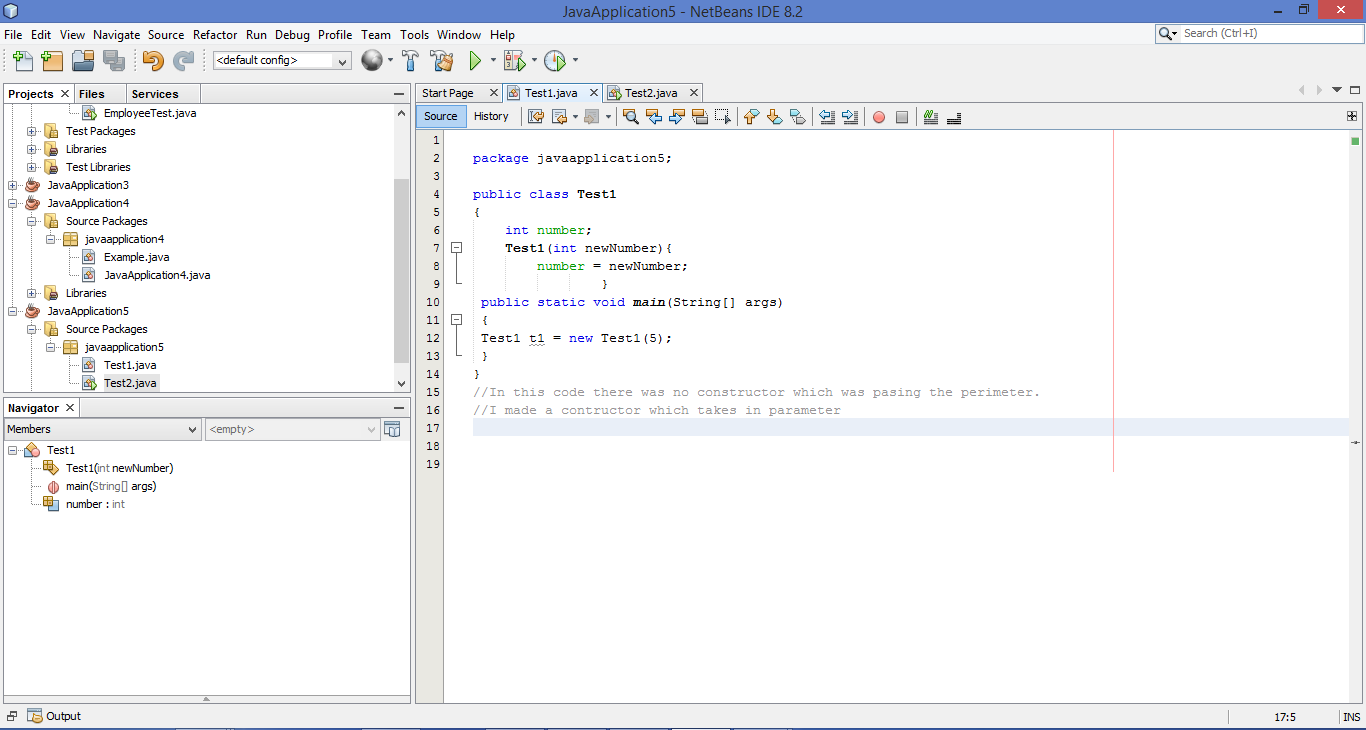 JavaApplication5 - NetBeans IDE 8.2
File Edit View Navigate Source Refactor Run Debug Profile Team Tools Window Help
Search (Ctrl+I)
<default config>
Projects Files Services
EmployeeTest.java
Test Packages
Libraries
Test Libraries
JavaApplication3
JavaApplication4
Source Packages
javaapplication4
Example.java
JavaApplication4.java
Libraries
JavaApplication5
Source Packages
javaapplication5
Test1.java
Test2.java
Navigator
Members
<empty>
Test1
Test1(int newNumber)
main(String[] args)
number : int
Start Page Test1.java Test2.java
Source History
1
2 package javaapplication5;
3
4 public class Test1
5 {
6 int number;
7 Test1(int newNumber){
8 number = newNumber;
9 }
10 public static void main(String[] args)
11 {
12 Test1 t1 = new Test1(5);
13 }
14 }
15 //In this code there was no constructor which was pasing the perimeter.
16 //I made a contructor which takes in parameter
17
18
19
Output
17:5 INS